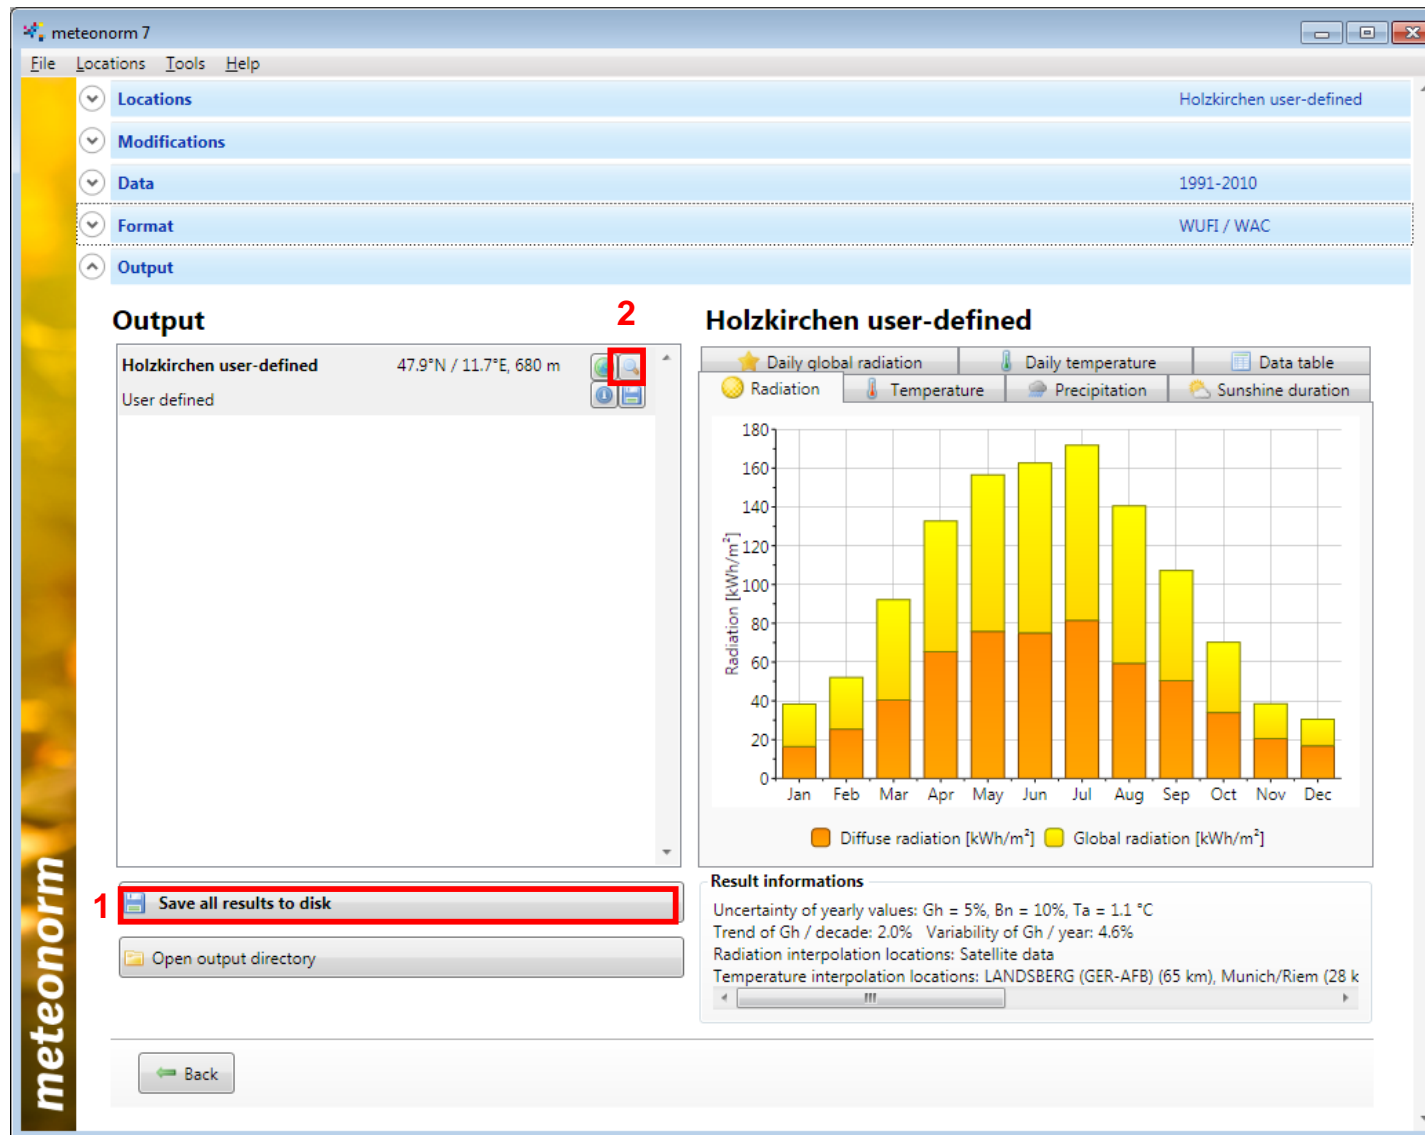 meteonorm 7
File Locations Tools Help
Locations Holzkirchen user-defined
Modifications
Data 1991-2010
Format WUFI / WAC
Output
Output
2
Holzkirchen user-defined 47.9°N / 11.7°E, 680 m
User defined
1
Save all results to disk
Open output directory
Back
Holzkirchen user-defined
Daily global radiation Daily temperature Data table
Radiation Temperature Precipitation Sunshine duration
Radiation [kWh/m²]
180
160
140
120
100
80
60
40
20
0
Jan Feb Mar Apr May Jun Jul Aug Sep Oct Nov Dec
Diffuse radiation [kWh/m²] Global radiation [kWh/m²]
Result informations
Uncertainty of yearly values: Gh = 5%, Bn = 10%, Ta = 1.1 °C
Trend of Gh / decade: 2.0% Variability of Gh / year: 4.6%
Radiation interpolation locations: Satellite data
Temperature interpolation locations: LANDSBERG (GER-AFB) (65 km), Munich/Riem (28 k
meteonorm